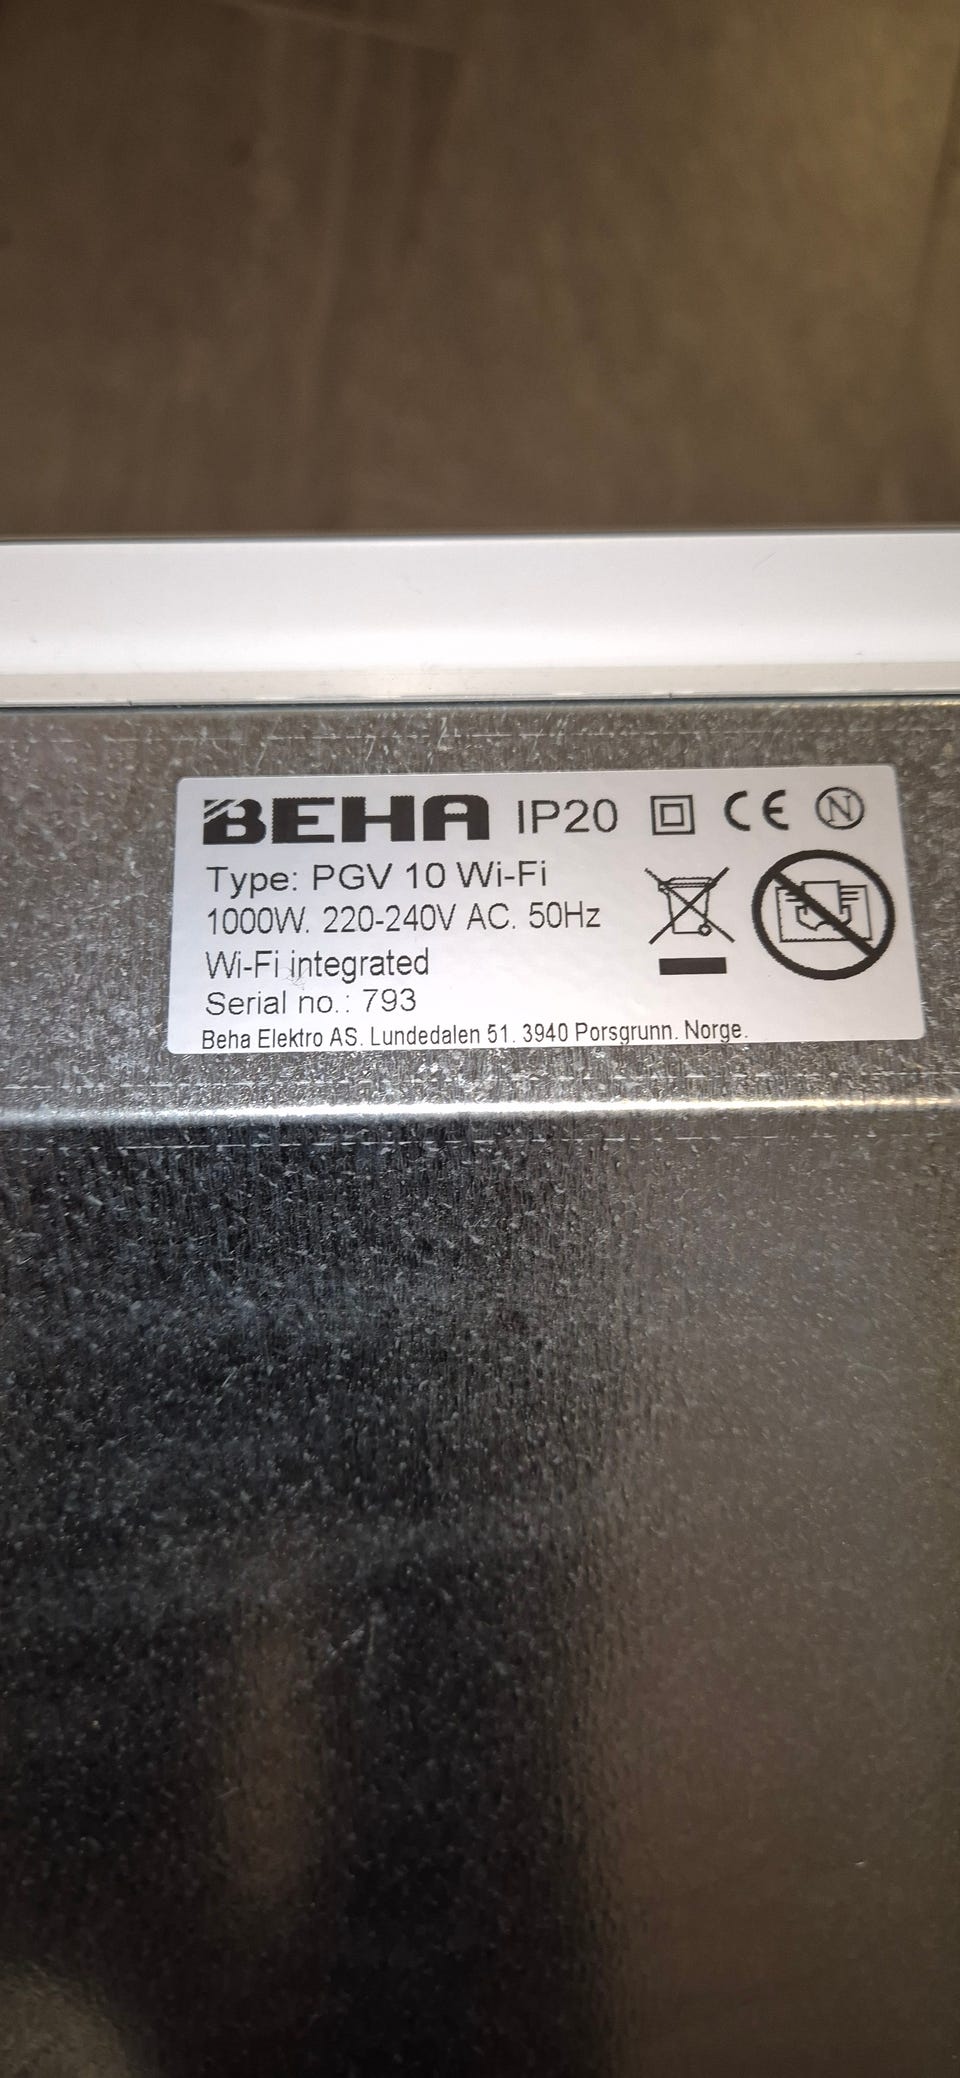 BEHA IP20 CE N
Type: PGV 10 Wi-Fi
1000W. 220-240V AC. 50Hz
Wi-Fi integrated
Serial no.: 793
Beha Elektro AS. Lundedalen 51. 3940 Porsgrunn. Norge.